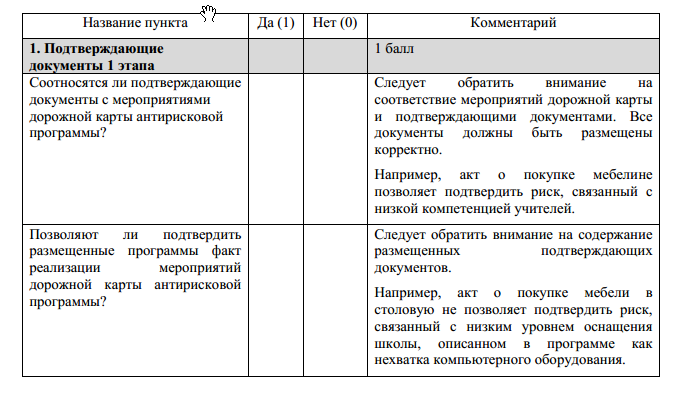 Название пункта Да (1) Нет (0) Комментарий
1. Подтверждающие
документы 1 этапа
1 балл
Соотносятся ли подтверждающие
документы с мероприятиями
дорожной карты антирисковой
программы?
Следует обратить внимание на
соответствие мероприятий дорожной карты
и подтверждающими документами. Все
документы должны быть размещены
корректно.
Например, акт о покупке мебелине
позволяет подтвердить риск, связанный с
низкой компетенцией учителей.
Позволяют ли подтвердить
размещенные программы факт
реализации мероприятий
дорожной карты антирисковой
программы?
Следует обратить внимание на содержание
размещенных подтверждающих
документов.
Например, акт о покупке мебели в
столовую не позволяет подтвердить риск,
связанный с низким уровнем оснащения
школы, описанном в программе как
нехватка компьютерного оборудования.